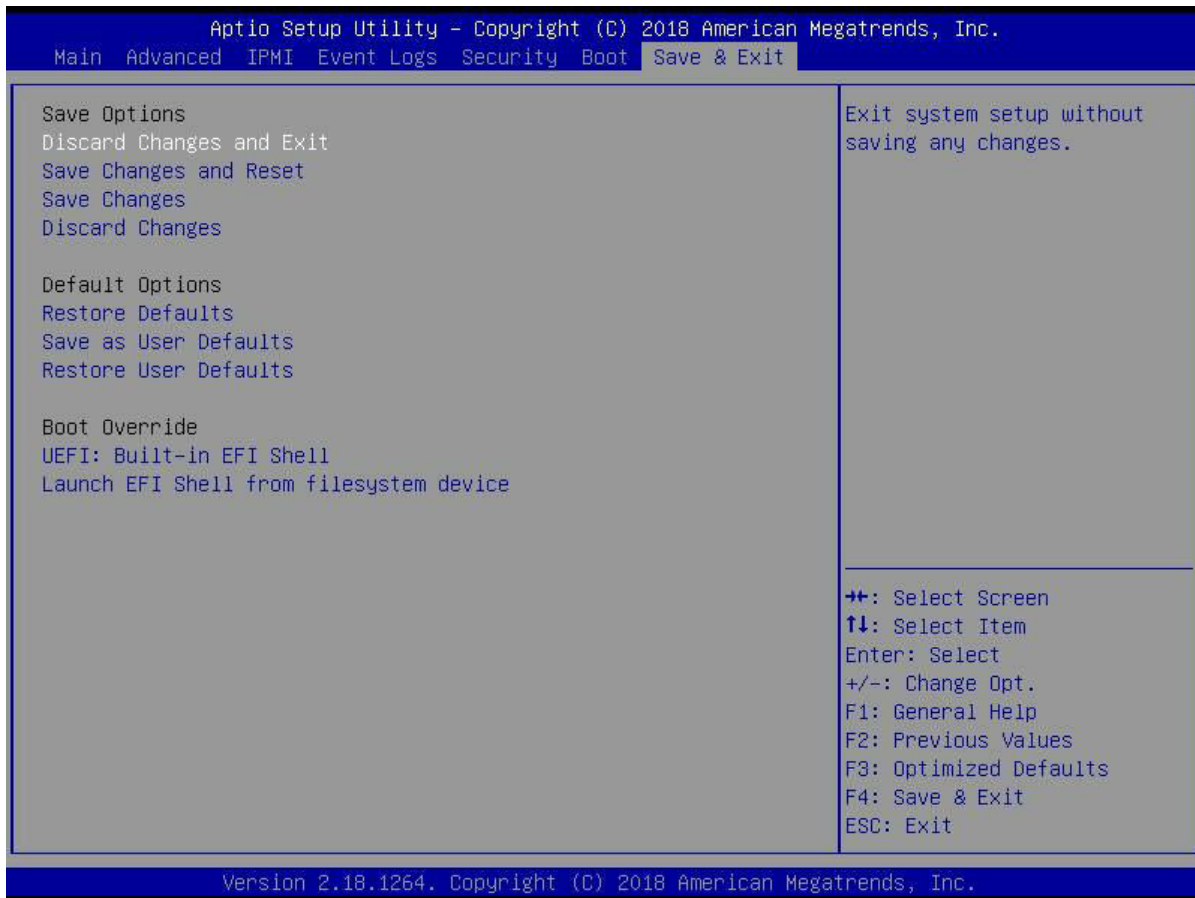 Aptio Setup Utility – Copyright (C) 2018 American Megatrends, Inc.
Main Advanced IPMI Event Logs Security Boot Save & Exit
Save Options
Discard Changes and Exit
Save Changes and Reset
Save Changes
Discard Changes
Default Options
Restore Defaults
Save as User Defaults
Restore User Defaults
Boot Override
UEFI: Built-in EFI Shell
Launch EFI Shell from filesystem device
Exit system setup without
saving any changes.
→←: Select Screen
↑↓: Select Item
Enter: Select
+/-: Change Opt.
F1: General Help
F2: Previous Values
F3: Optimized Defaults
F4: Save & Exit
ESC: Exit
Version 2.18.1264. Copyright (C) 2018 American Megatrends, Inc.